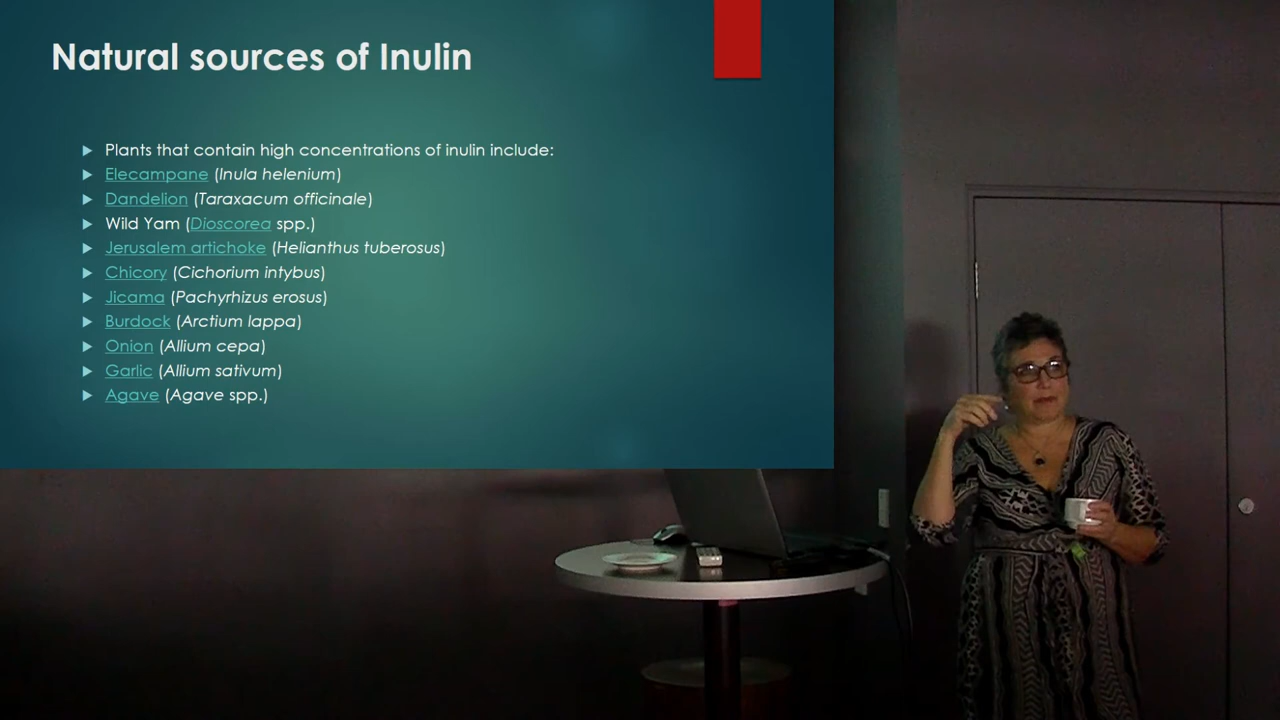 Natural sources of Inulin
Plants that contain high concentrations of inulin include:
Elecampane (Inula helenium)
Dandelion (Taraxacum officinale)
Wild Yam (Dioscorea spp.)
Jerusalem artichoke (Helianthus tuberosus)
Chicory (Cichorium intybus)
Jicama (Pachyrhizus erosus)
Burdock (Arctium lappa)
Onion (Allium cepa)
Garlic (Allium sativum)
Agave (Agave spp.)